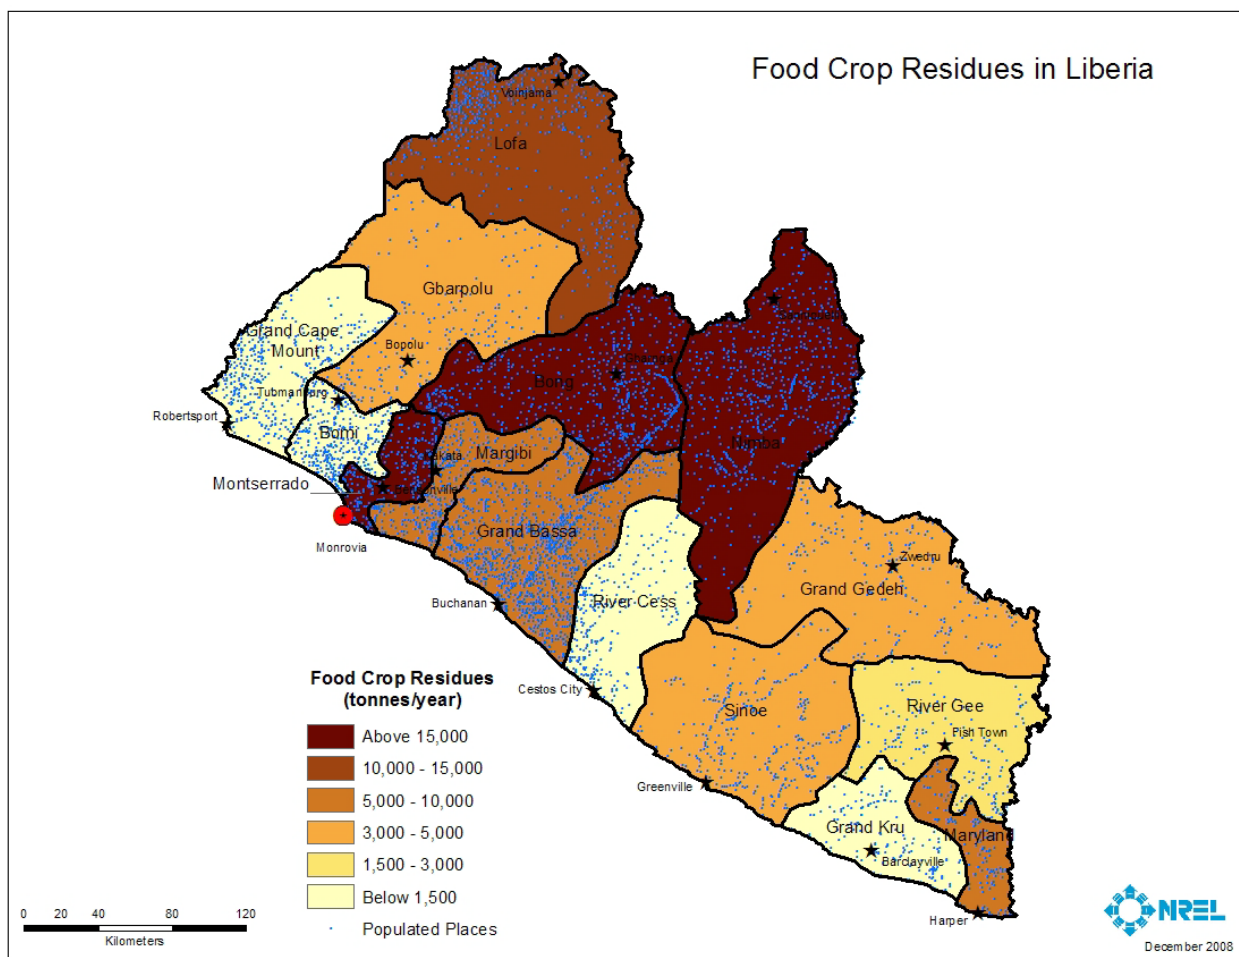 Food Crop Residues in Liberia
Voinjama
Lofa
Gbarpolu
Grand Cape
Mount
Bopolu
Gbarnga
Bong
Tubmanburg
Robertsport
Bomi
Nimba
Margibi
Kakata
Montserrado
Bensonville
Monrovia
Grand Bassa
Zwedru
Grand Gedeh
Buchanan
River Cess
Cestos City
Sinoe
River Gee
Fish Town
Greenville
Grand Kru
Maryland
Barclayville
Harper
Food Crop Residues
(tonnes/year)
Above 15,000
10,000 - 15,000
5,000 - 10,000
3,000 - 5,000
1,500 - 3,000
Below 1,500
Populated Places
0 20 40 80 120
Kilometers
NREL
December 2008